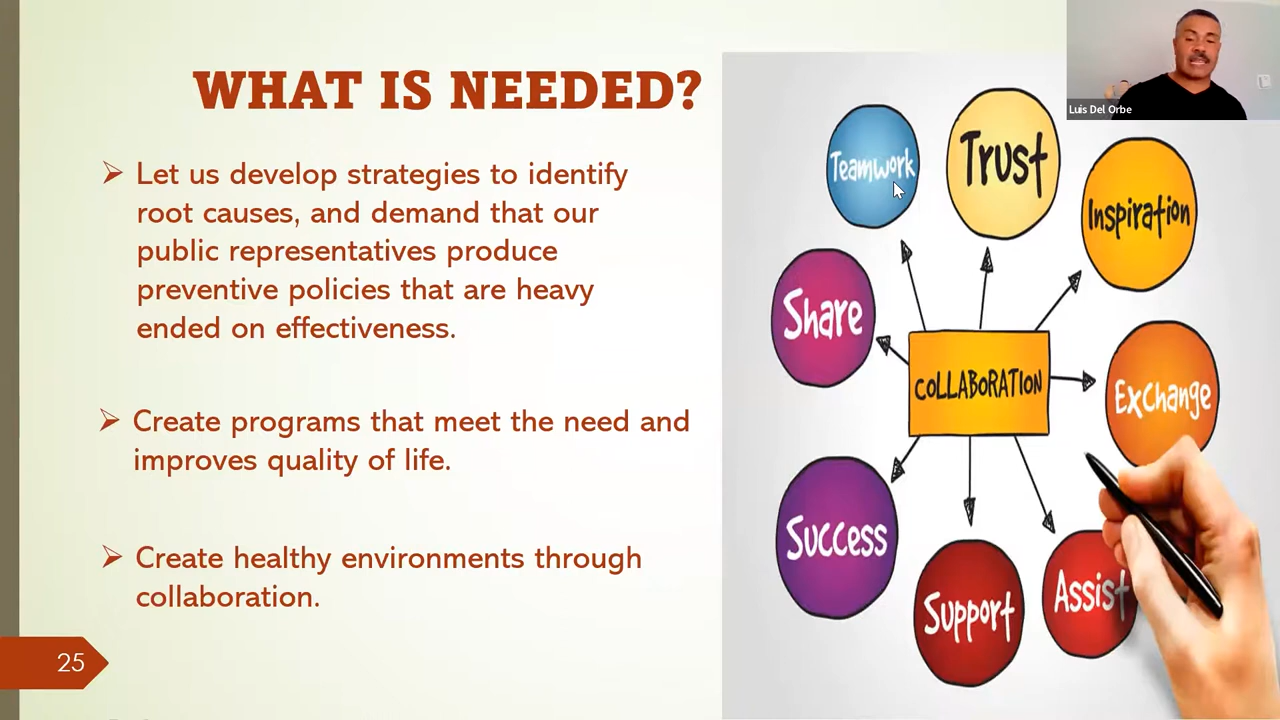 WHAT IS NEEDED?
Let us develop strategies to identify
root causes, and demand that our
public representatives produce
preventive policies that are heavy
ended on effectiveness.
Create programs that meet the need and
improves quality of life.
Create healthy environments through
collaboration.
25
Teamwork
Trust
Inspiration
Share
COLLABORATION
ExChange
Success
Support
Assist
Luis Del Orbe